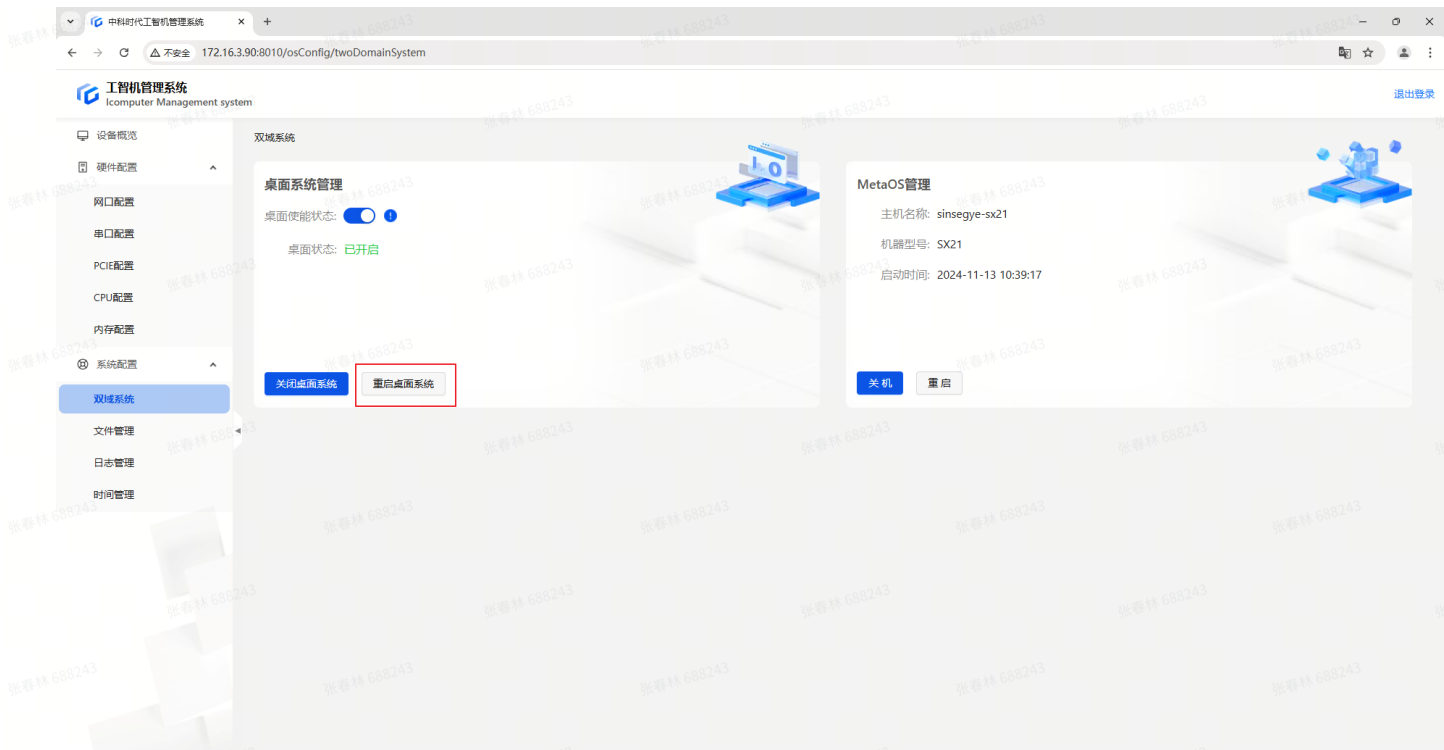 中科时代工智机管理系统
不安全 172.16.3.90:8010/osConfig/twoDomainSystem
工智机管理系统
Icomputer Management system
退出登录
设备概览
硬件配置
网口配置
串口配置
PCIE配置
CPU配置
内存配置
系统配置
双域系统
文件管理
日志管理
时间管理
双域系统
桌面系统管理
桌面使能状态:
桌面状态: 已开启
关闭桌面系统
重启桌面系统
MetaOS管理
主机名称: sinsegye-sx21
机器型号: SX21
启动时间: 2024-11-13 10:39:17
关 机
重 启
张春林 688243